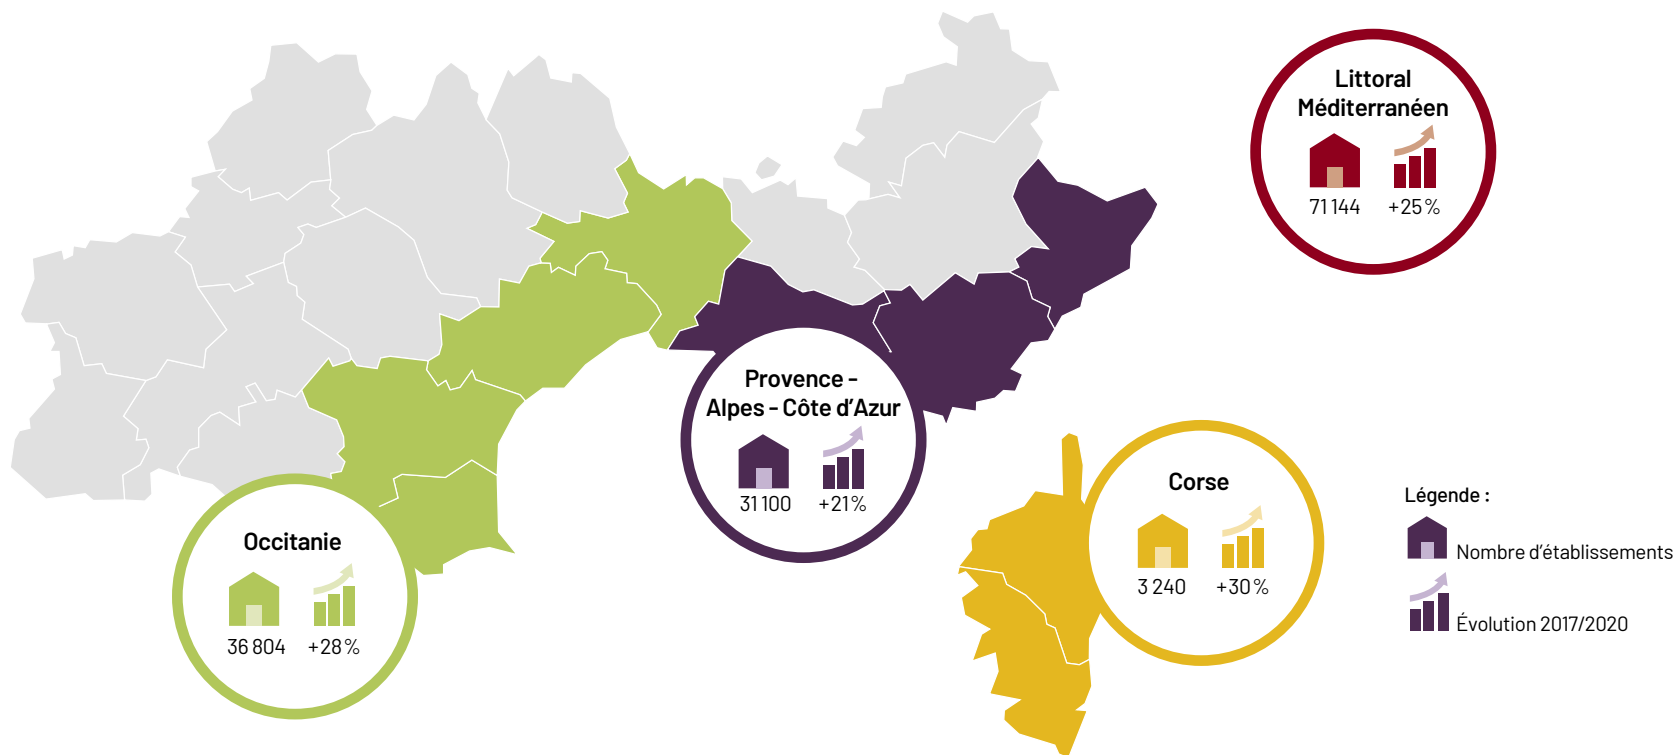 Littoral
Méditerranéen
71 144 +25 %
Provence -
Alpes - Côte d’Azur
31 100 +21 %
Corse
3 240 +30 %
Occitanie
36 804 +28 %
Légende :
Nombre d’établissements
Évolution 2017/2020